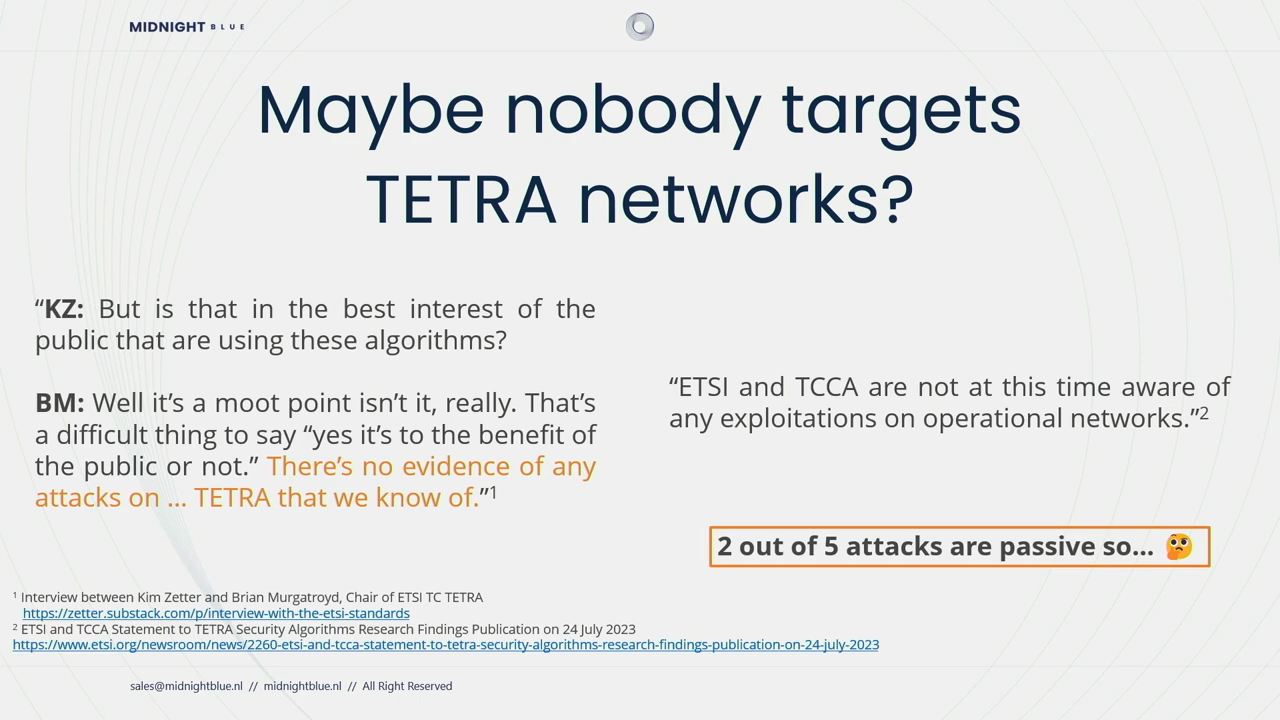 MIDNIGHT BLUE
Maybe nobody targets
TETRA networks?
“KZ: But is that in the best interest of the
public that are using these algorithms?
BM: Well it’s a moot point isn’t it, really. That’s
a difficult thing to say “yes it’s to the benefit of
the public or not.” There’s no evidence of any
attacks on ... TETRA that we know of.”1
“ETSI and TCCA are not at this time aware of
any exploitations on operational networks.”2
2 out of 5 attacks are passive so... 🤔
1 Interview between Kim Zetter and Brian Murgatroyd, Chair of ETSI TC TETRA
https://zetter.substack.com/p/interview-with-the-etsi-standards
2 ETSI and TCCA Statement to TETRA Security Algorithms Research Findings Publication on 24 July 2023
https://www.etsi.org/newsroom/news/2260-etsi-and-tcca-statement-to-tetra-security-algorithms-research-findings-publication-on-24-july-2023
sales@midnightblue.nl // midnightblue.nl // All Right Reserved